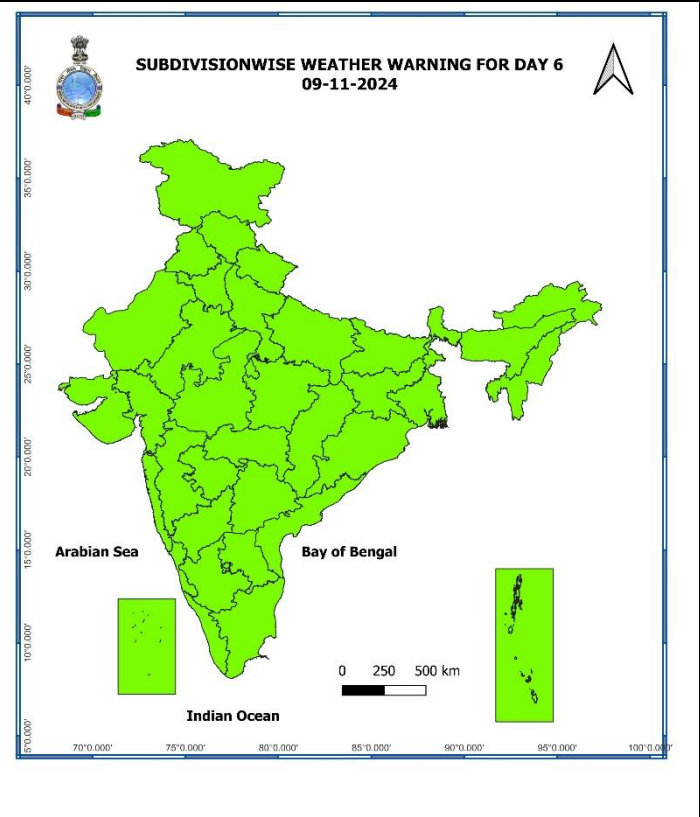 SUBDIVISIONWISE WEATHER WARNING FOR DAY 6
09-11-2024
40°0.000'
35°0.000'
30°0.000'
25°0.000'
20°0.000'
15°0.000'
10°0.000'
5°0.000'
Arabian Sea
Bay of Bengal
0 250 500 km
Indian Ocean
70°0.000' 75°0.000' 80°0.000' 85°0.000' 90°0.000' 95°0.000' 100°0.000'